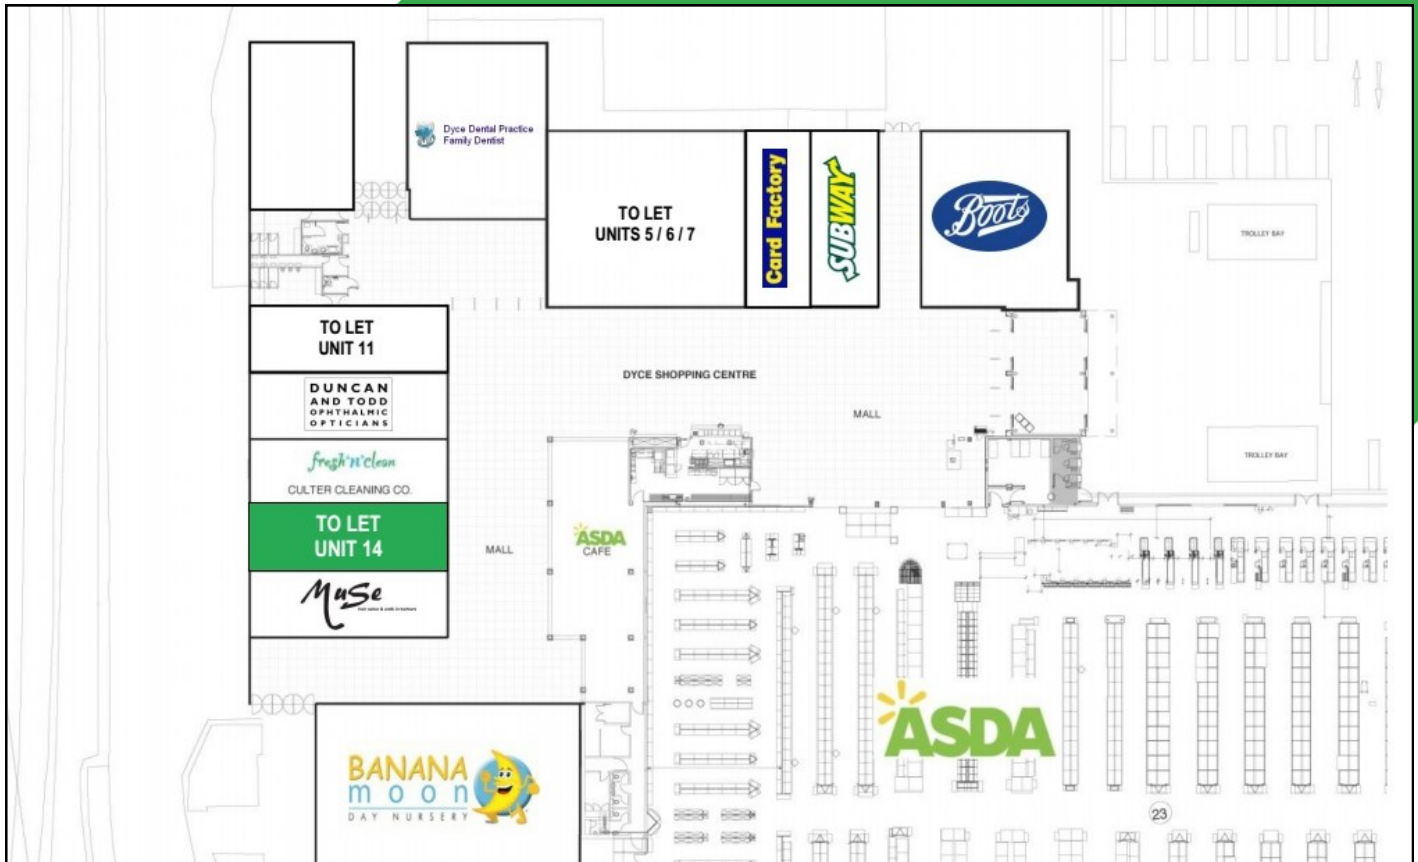 Dyce Dental Practice
Family Dentist
TO LET
UNITS 5 / 6 / 7
Card Factory
SUBWAY
Boots
TROLLEY BAY
TO LET
UNIT 11
DUNCAN
AND TODD
OPHTHALMIC
OPTICIANS
DYCE SHOPPING CENTRE
MALL
fresh'n'clean
CULTER CLEANING CO.
TROLLEY BAY
TO LET
UNIT 14
MALL
ASDA
CAFE
MuSe
ASDA
BANANA
moon
DAY NURSERY
23